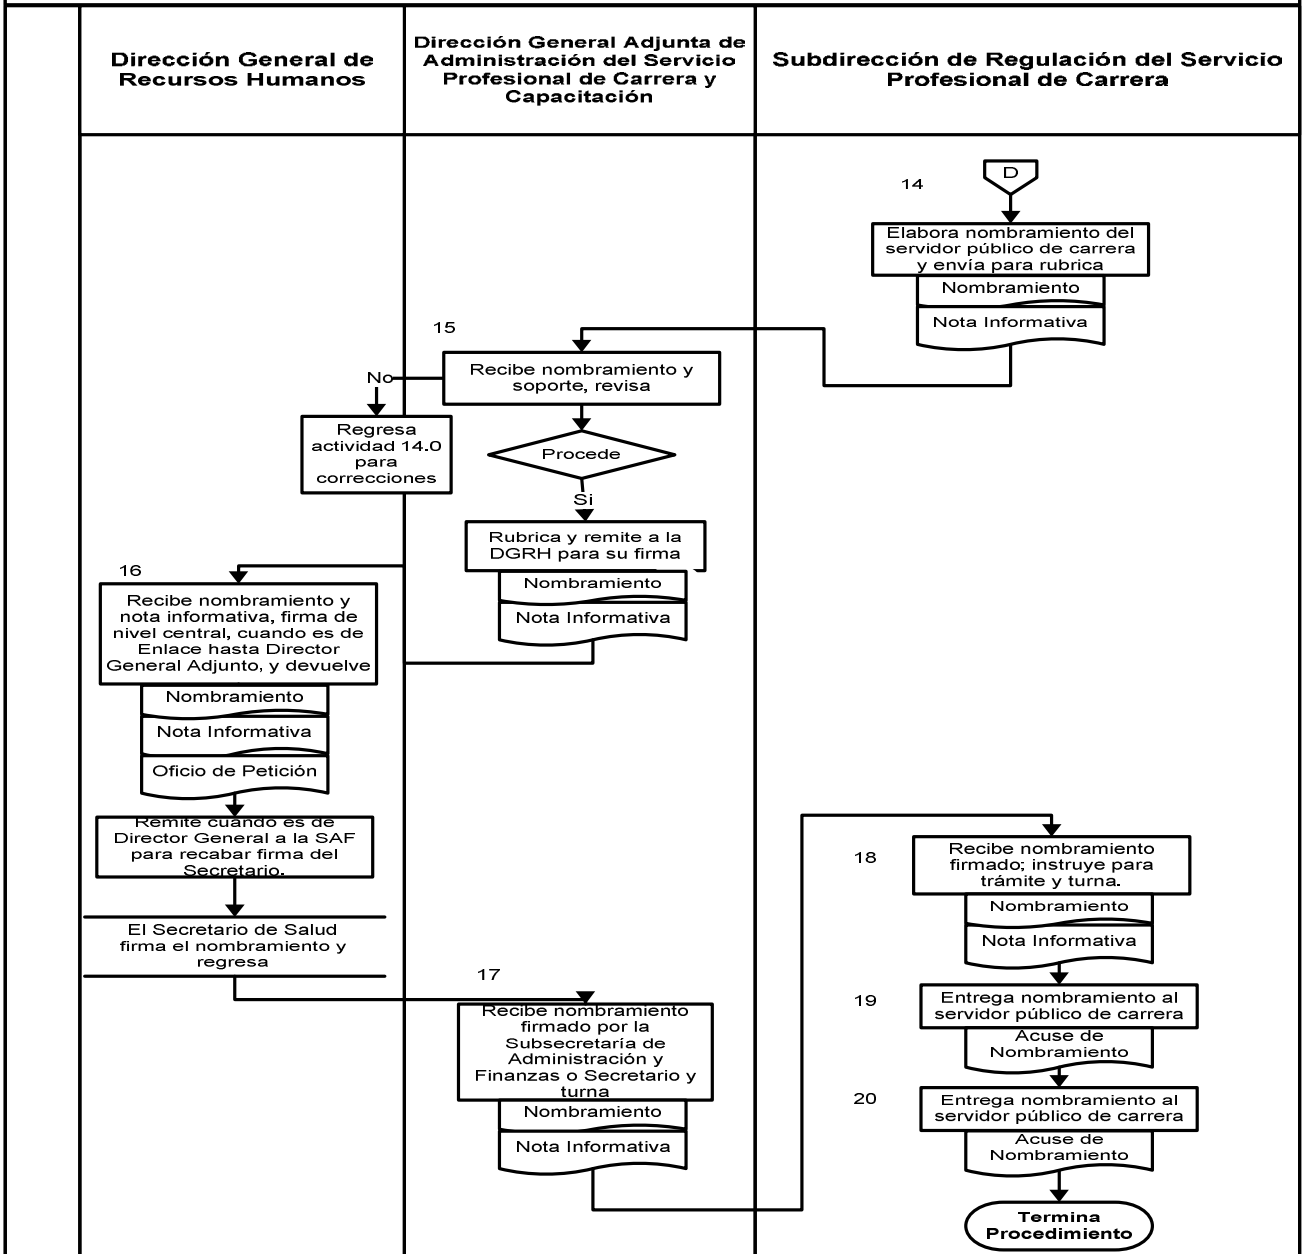 Dirección General de
Recursos Humanos
Dirección General Adjunta de
Administración del Servicio
Profesional de Carrera y
Capacitación
Subdirección de Regulación del Servicio
Profesional de Carrera
14
D
Elabora nombramiento del
servidor público de carrera
y envía para rubrica
Nombramiento
Nota Informativa
15
Recibe nombramiento y
soporte, revisa
No
Regresa
actividad 14.0
para
correcciones
Procede
Si
Rubrica y remite a la
DGRH para su firma
Nombramiento
Nota Informativa
16
Recibe nombramiento y
nota informativa, firma de
nivel central, cuando es de
Enlace hasta Director
General Adjunto, y devuelve
Nombramiento
Nota Informativa
Oficio de Petición
Remite cuando es de
Director General a la SAF
para recabar firma del
Secretario.
El Secretario de Salud
firma el nombramiento y
regresa
17
Recibe nombramiento
firmado por la
Subsecretaría de
Administración y
Finanzas o Secretario y
turna
Nombramiento
Nota Informativa
18
Recibe nombramiento
firmado; instruye para
trámite y turna.
Nombramiento
Nota Informativa
19
Entrega nombramiento al
servidor público de carrera
Acuse de
Nombramiento
20
Entrega nombramiento al
servidor público de carrera
Acuse de
Nombramiento
Termina
Procedimiento